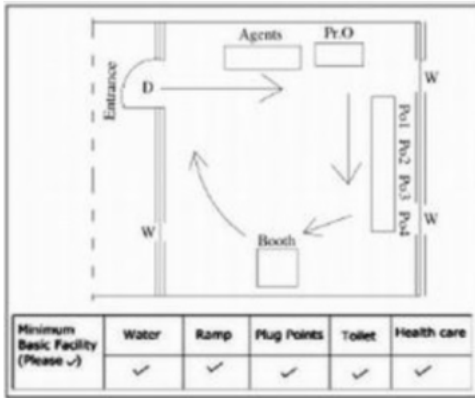 Agents
Pr.O
Entrance
D
W
Po1
Po2
Po3
Po4
W
W
Booth
Minimum Basic Facility (Please ✓)
Water
Ramp
Plug Points
Toilet
Health care
✓ ✓ ✓ ✓ ✓